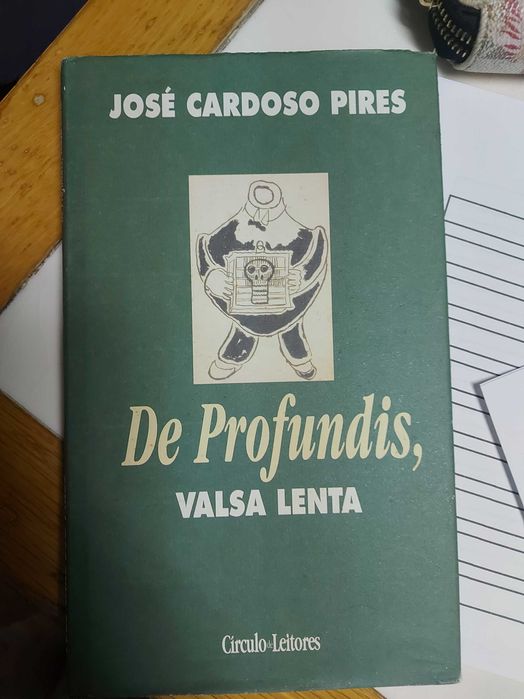 JOSÉ CARDOSO PIRES
De Profundis,
VALSA LENTA
Círculo de Leitores